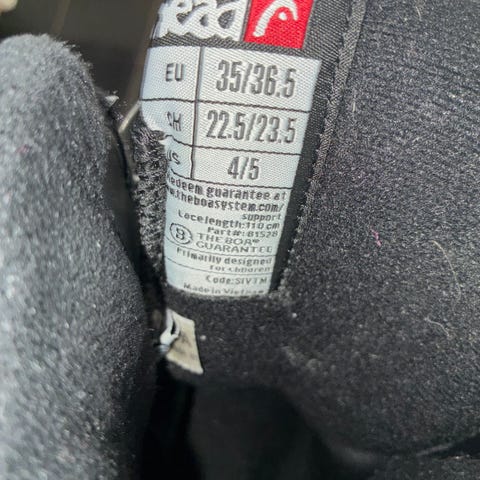 head
EU 35/36.5
CH 22.5/23.5
US 4/5
Redeem guarantee at
www.theboasystem.com/
support
Lace length: 110 cm
Part#: B1528
THE BOA®
GUARANTEE
Primarily designed
for children
Code: SIVTM
Made in Vietnam